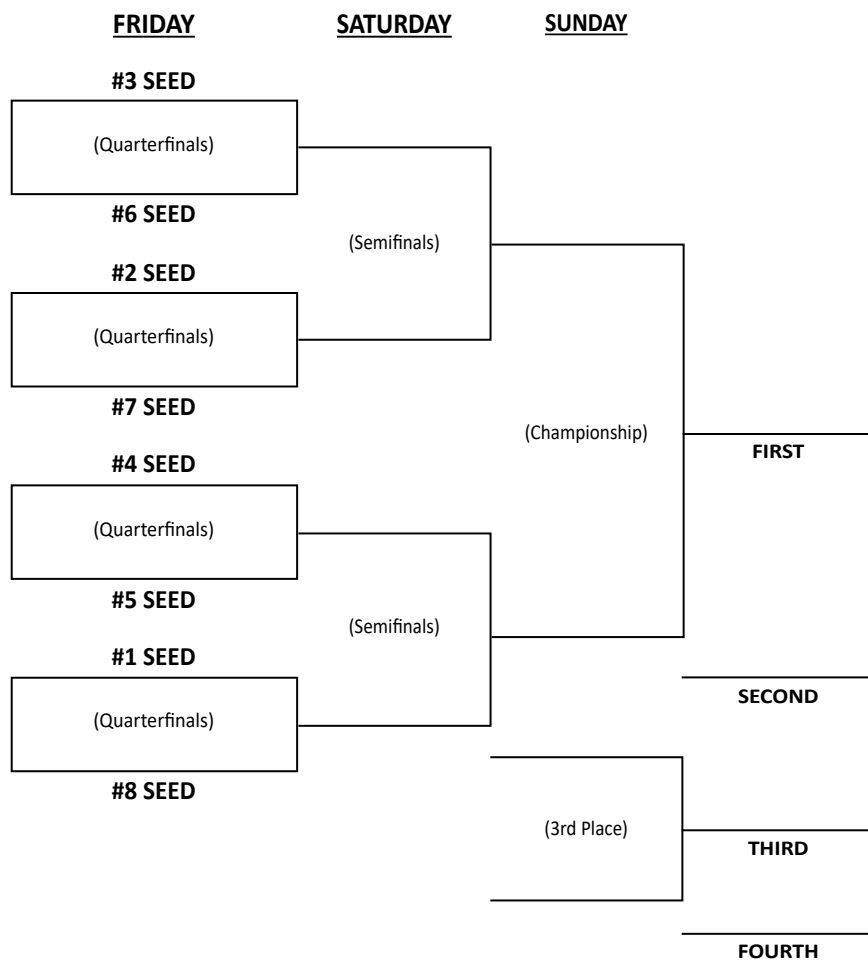 FRIDAY SATURDAY SUNDAY
#3 SEED
(Quarterfinals)
#6 SEED
(Semifinals)
#2 SEED
(Quarterfinals)
#7 SEED
(Championship)
FIRST
#4 SEED
(Quarterfinals)
#5 SEED
(Semifinals)
#1 SEED
SECOND
(Quarterfinals)
#8 SEED
(3rd Place)
THIRD
FOURTH